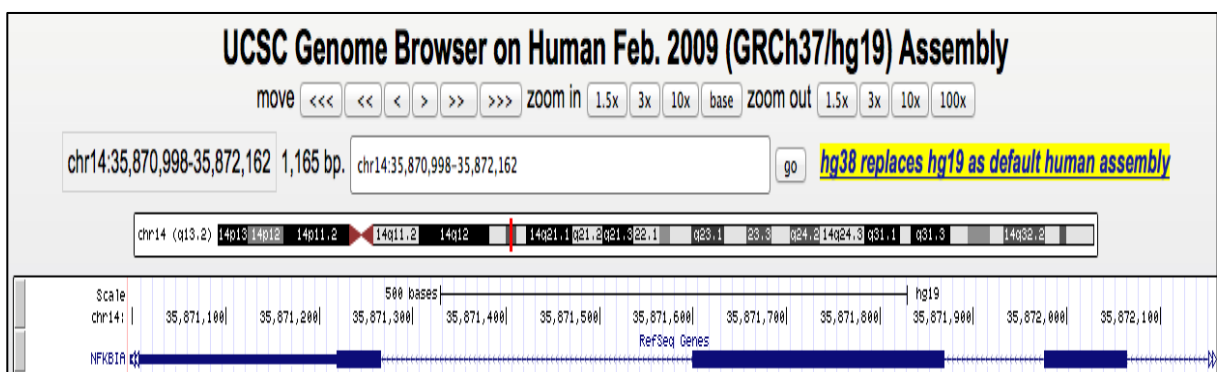 UCSC Genome Browser on Human Feb. 2009 (GRCh37/hg19) Assembly
move <<< << < > >> >>> zoom in 1.5x 3x 10x base zoom out 1.5x 3x 10x 100x
chr14:35,870,998-35,872,162 1,165 bp. chr14:35,870,998-35,872,162 go hg38 replaces hg19 as default human assembly
chr14 (q13.2) 14p13 14p12 14p11.2 14q11.2 14q12 14q21.1 q21.2 q21.3 22.1 q23.1 23.3 q24.2 14q24.3 q31.1 q31.3 14q32.2
Scale 500 bases hg19
chr14: 35,871,100 35,871,200 35,871,300 35,871,400 35,871,500 35,871,600 35,871,700 35,871,800 35,871,900 35,872,000 35,872,100
RefSeq Genes
NFKBIA